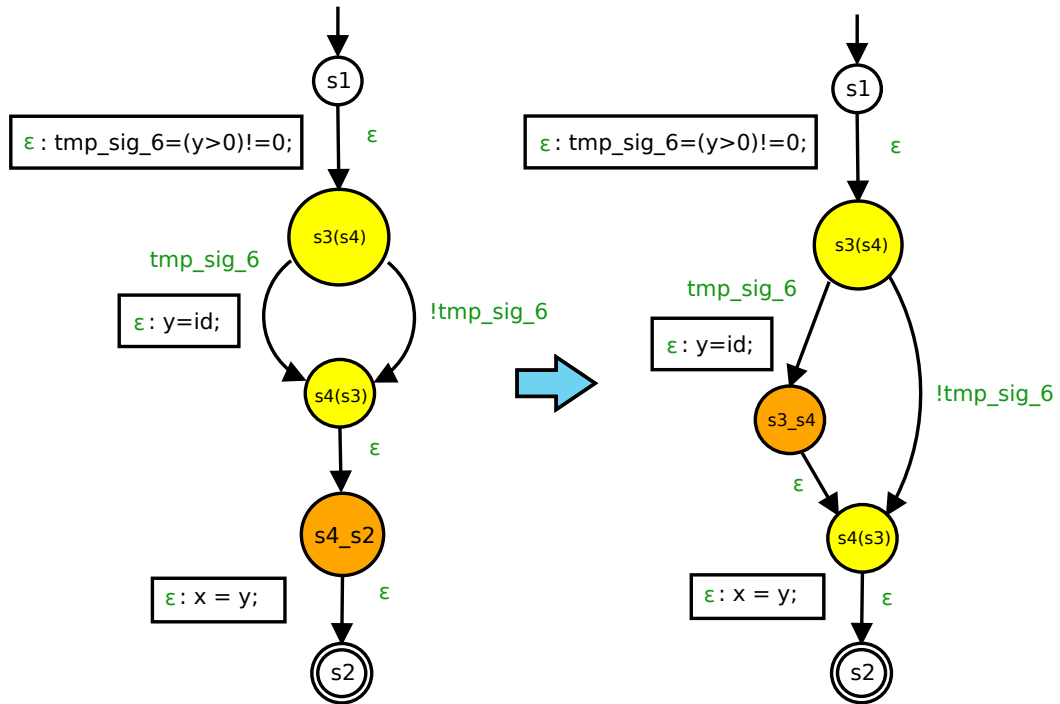 s1
ε : tmp_sig_6=(y>0)!=0;
ε
s3(s4)
tmp_sig_6
ε : y=id;
!tmp_sig_6
s4(s3)
ε
s4_s2
ε : x = y;
ε
s2
s1
ε : tmp_sig_6=(y>0)!=0;
ε
s3(s4)
tmp_sig_6
ε : y=id;
!tmp_sig_6
s3_s4
ε
s4(s3)
ε : x = y;
ε
s2